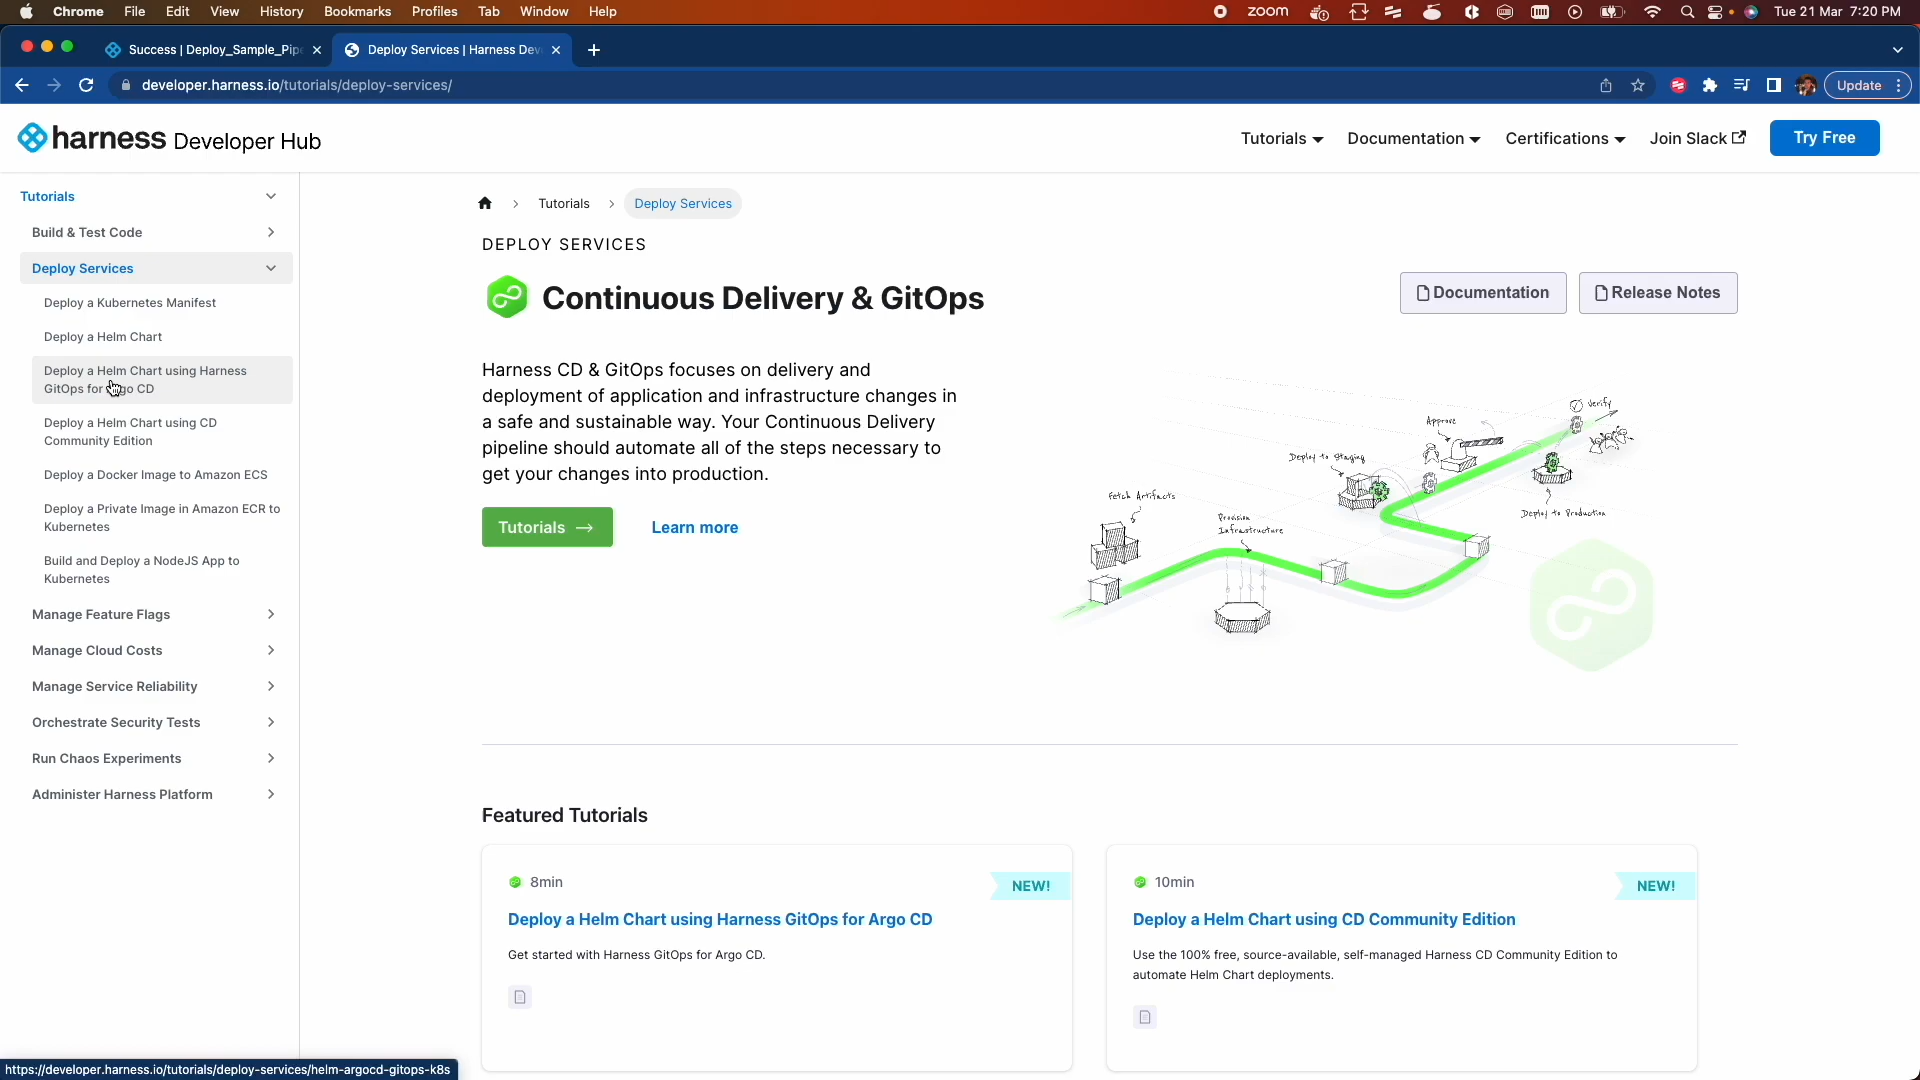 Chrome File Edit View History Bookmarks Profiles Tab Window Help
zoom
Tue 21 Mar 7:20 PM
Success | Deploy_Sample_Pipe
Deploy Services | Harness Dev
developer.harness.io/tutorials/deploy-services/
Update
harness Developer Hub
Tutorials
Documentation
Certifications
Join Slack
Try Free
Tutorials
Build & Test Code
Deploy Services
Deploy a Kubernetes Manifest
Deploy a Helm Chart
Deploy a Helm Chart using Harness
GitOps for Argo CD
Deploy a Helm Chart using CD
Community Edition
Deploy a Docker Image to Amazon ECS
Deploy a Private Image in Amazon ECR to
Kubernetes
Build and Deploy a NodeJS App to
Kubernetes
Manage Feature Flags
Manage Cloud Costs
Manage Service Reliability
Orchestrate Security Tests
Run Chaos Experiments
Administer Harness Platform
Tutorials
Deploy Services
DEPLOY SERVICES
Continuous Delivery & GitOps
Documentation
Release Notes
Harness CD & GitOps focuses on delivery and
deployment of application and infrastructure changes in
a safe and sustainable way. Your Continuous Delivery
pipeline should automate all of the steps necessary to
get your changes into production.
Tutorials →
Learn more
Fetch Artifacts
Provision
Infrastructure
Deploy to Staging
Approve
Verify
Deploy to Production
Featured Tutorials
8min
NEW!
Deploy a Helm Chart using Harness GitOps for Argo CD
Get started with Harness GitOps for Argo CD.
10min
NEW!
Deploy a Helm Chart using CD Community Edition
Use the 100% free, source-available, self-managed Harness CD Community Edition to
automate Helm Chart deployments.
https://developer.harness.io/tutorials/deploy-services/helm-argocd-gitops-k8s